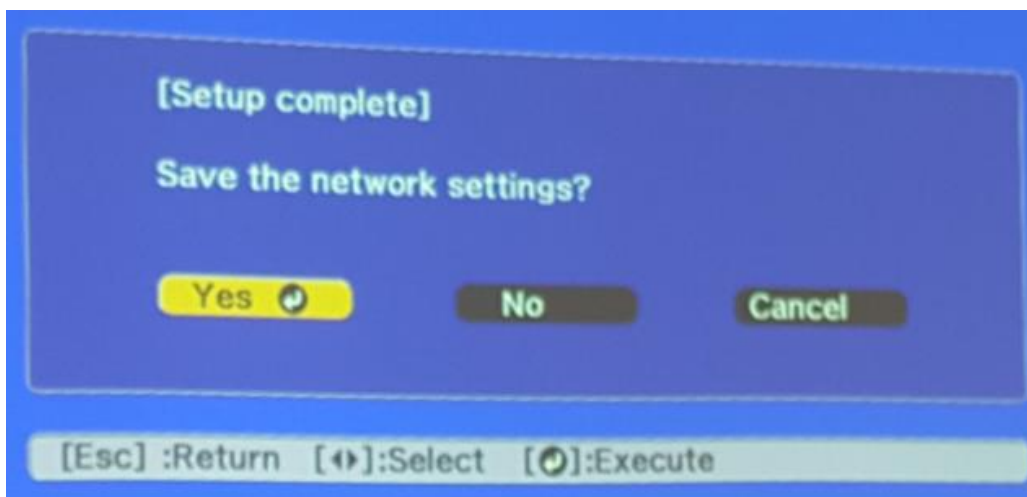 [Setup complete]
Save the network settings?
Yes No Cancel
[Esc] :Return [◂▸]:Select [⏎]:Execute